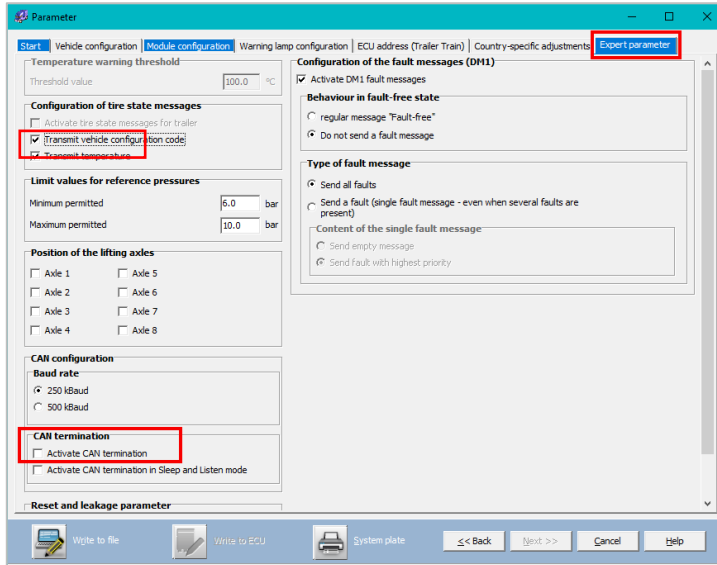 Parameter
Start
Vehicle configuration
Module configuration
Warning lamp configuration
ECU address (Trailer Train)
Country-specific adjustments
Expert parameter
Temperature warning threshold
Threshold value 100.0 °C
Configuration of tire state messages
Activate tire state messages for trailer
Transmit vehicle configuration code
Transmit temperature
Limit values for reference pressures
Minimum permitted 6.0 bar
Maximum permitted 10.0 bar
Position of the lifting axles
Axle 1 Axle 5
Axle 2 Axle 6
Axle 3 Axle 7
Axle 4 Axle 8
CAN configuration
Baud rate
250 kBaud
500 kBaud
CAN termination
Activate CAN termination
Activate CAN termination in Sleep and Listen mode
Reset and leakage parameter
Configuration of the fault messages (DM1)
Activate DM1 fault messages
Behaviour in fault-free state
regular message "Fault-free"
Do not send a fault message
Type of fault message
Send all faults
Send a fault (single fault message - even when several faults are
present)
Content of the single fault message
Send empty message
Send fault with highest priority
Write to file
Write to ECU
System plate
<< Back
Next >>
Cancel
Help